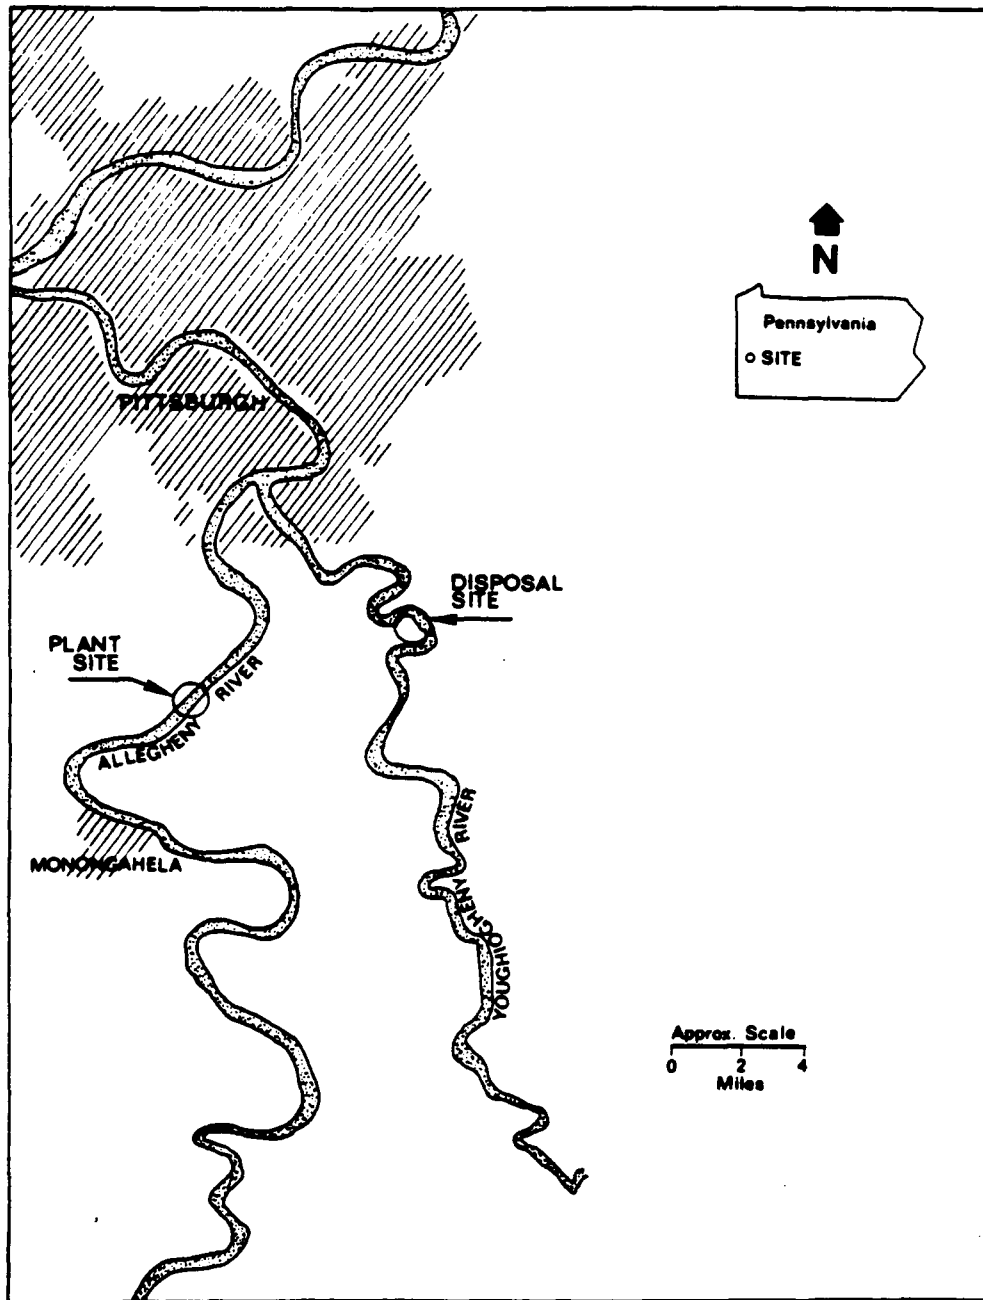 N
Pennsylvania
SITE
PITTSBURGH
DISPOSAL
SITE
PLANT
SITE
ALLEGHENY RIVER
MONONGAHELA
YOUGHIOGHENY RIVER
Approx. Scale
0 2 4
Miles